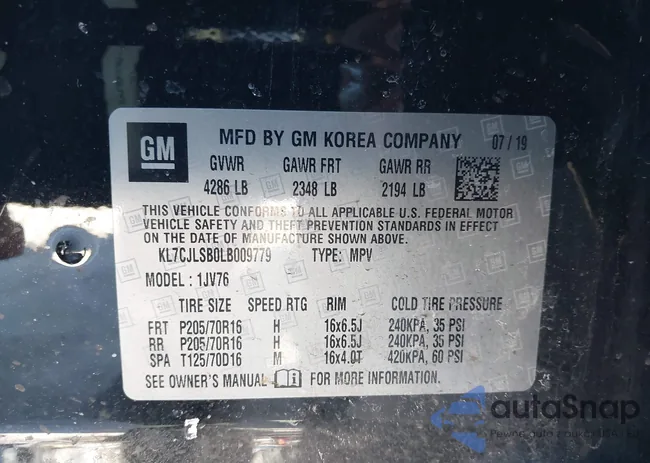 GM
MFD BY GM KOREA COMPANY 07/19
GVWR GAWR FRT GAWR RR
4286 LB 2348 LB 2194 LB
THIS VEHICLE CONFORMS TO ALL APPLICABLE U.S. FEDERAL MOTOR
VEHICLE SAFETY AND THEFT PREVENTION STANDARDS IN EFFECT
ON THE DATE OF MANUFACTURE SHOWN ABOVE.
KL7CJLSB0LB009779 TYPE: MPV
MODEL: 1JV76
TIRE SIZE SPEED RTG RIM COLD TIRE PRESSURE
FRT P205/70R16 H 16x6.5J 240KPA, 35 PSI
RR P205/70R16 H 16x6.5J 240KPA, 35 PSI
SPA T125/70D16 M 16x4.0T 420KPA, 60 PSI
SEE OWNER'S MANUAL FOR MORE INFORMATION.
autoSnap